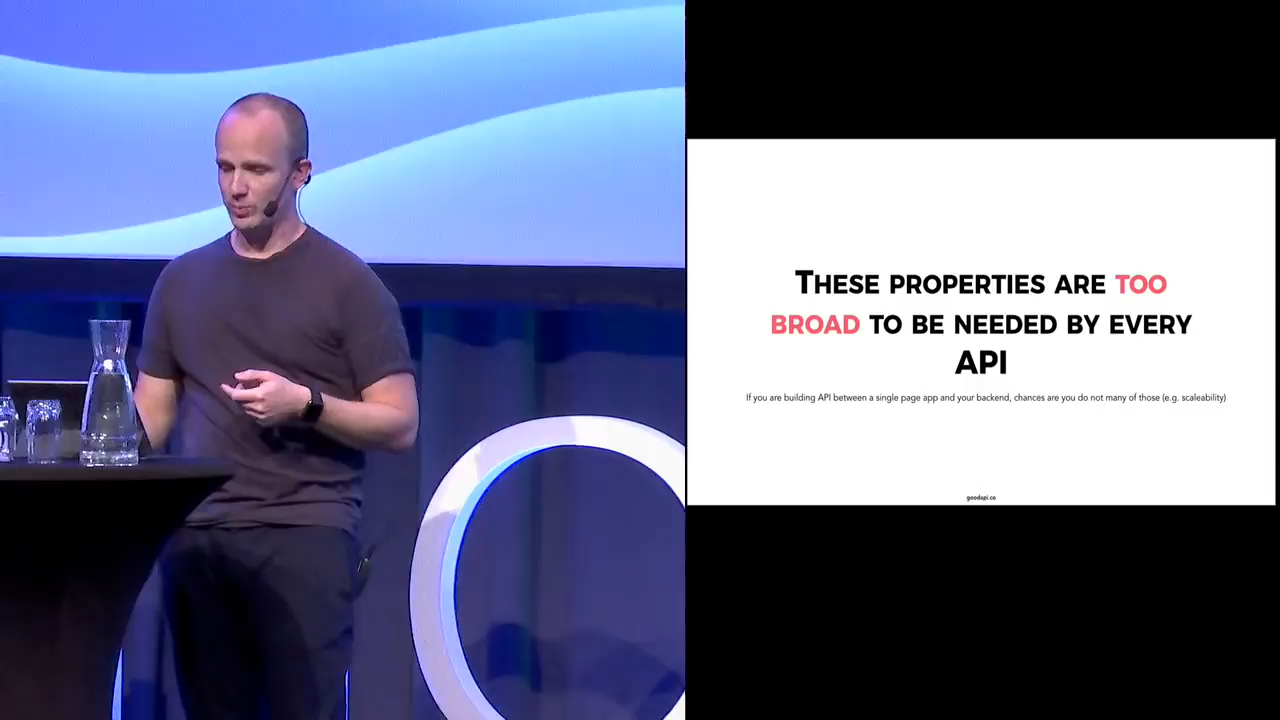 THESE PROPERTIES ARE TOO
BROAD TO BE NEEDED BY EVERY
API
If you are building API between a single page app and your backend, chances are you do not many of those (e.g. scaleability)
goodapi.co